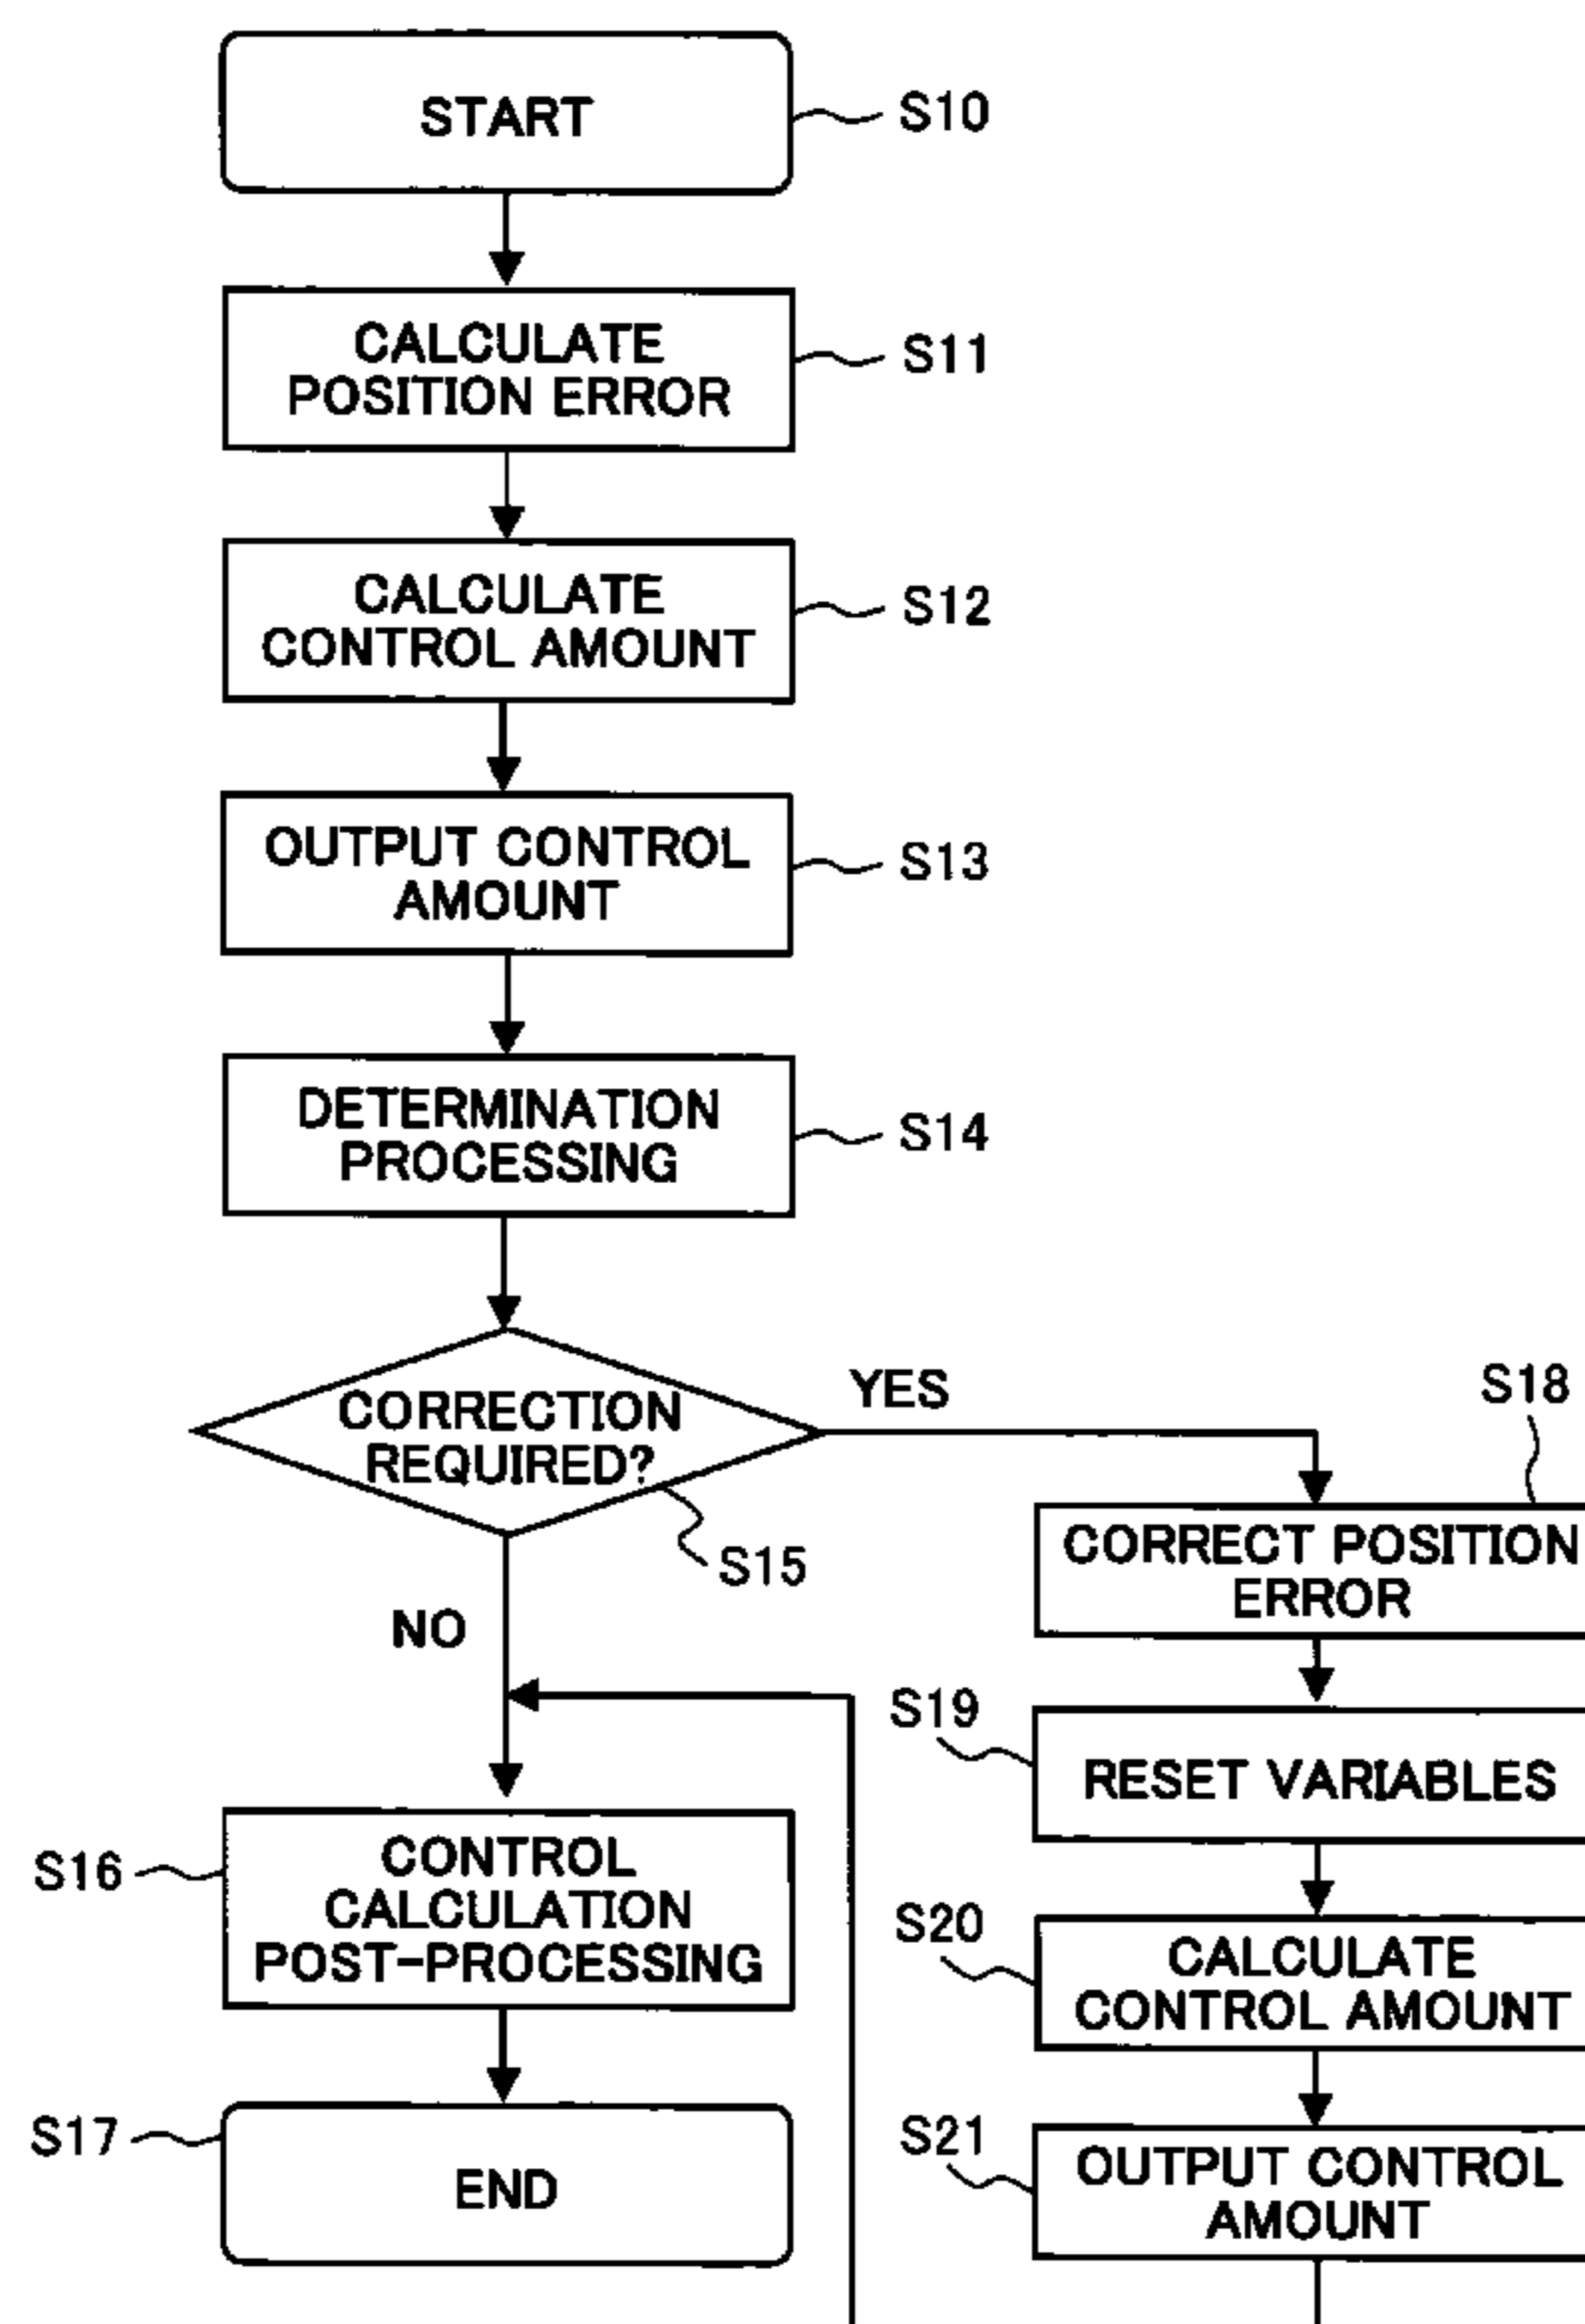 START
S10
CALCULATE
POSITION ERROR
S11
CALCULATE
CONTROL AMOUNT
S12
OUTPUT CONTROL
AMOUNT
S13
DETERMINATION
PROCESSING
S14
CORRECTION
REQUIRED?
S15
YES
NO
S18
CORRECT POSITION
ERROR
S19
RESET VARIABLES
S16
CONTROL
CALCULATION
POST-PROCESSING
S20
CALCULATE
CONTROL AMOUNT
S17
END
S21
OUTPUT CONTROL
AMOUNT